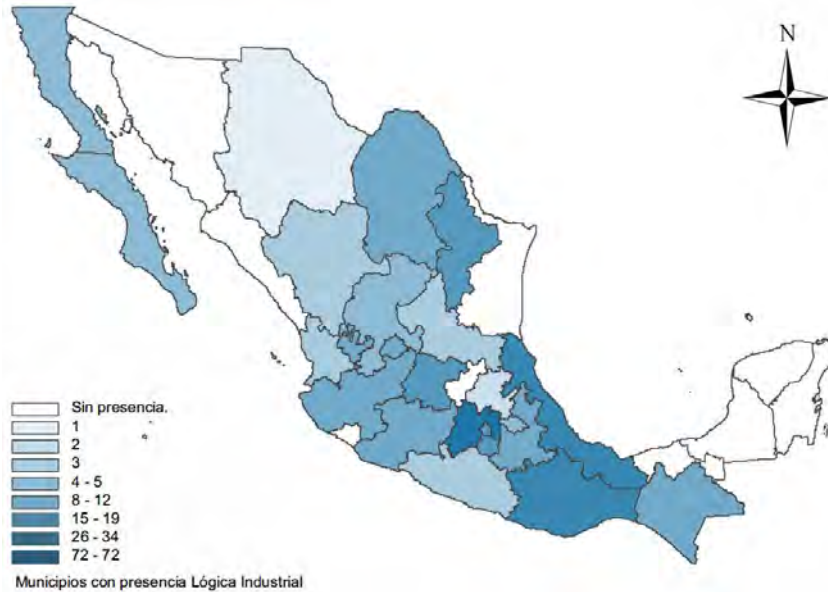 N
Sin presencia.
1
2
3
4 - 5
8 - 12
15 - 19
26 - 34
72 - 72
Municipios con presencia Lógica Industrial